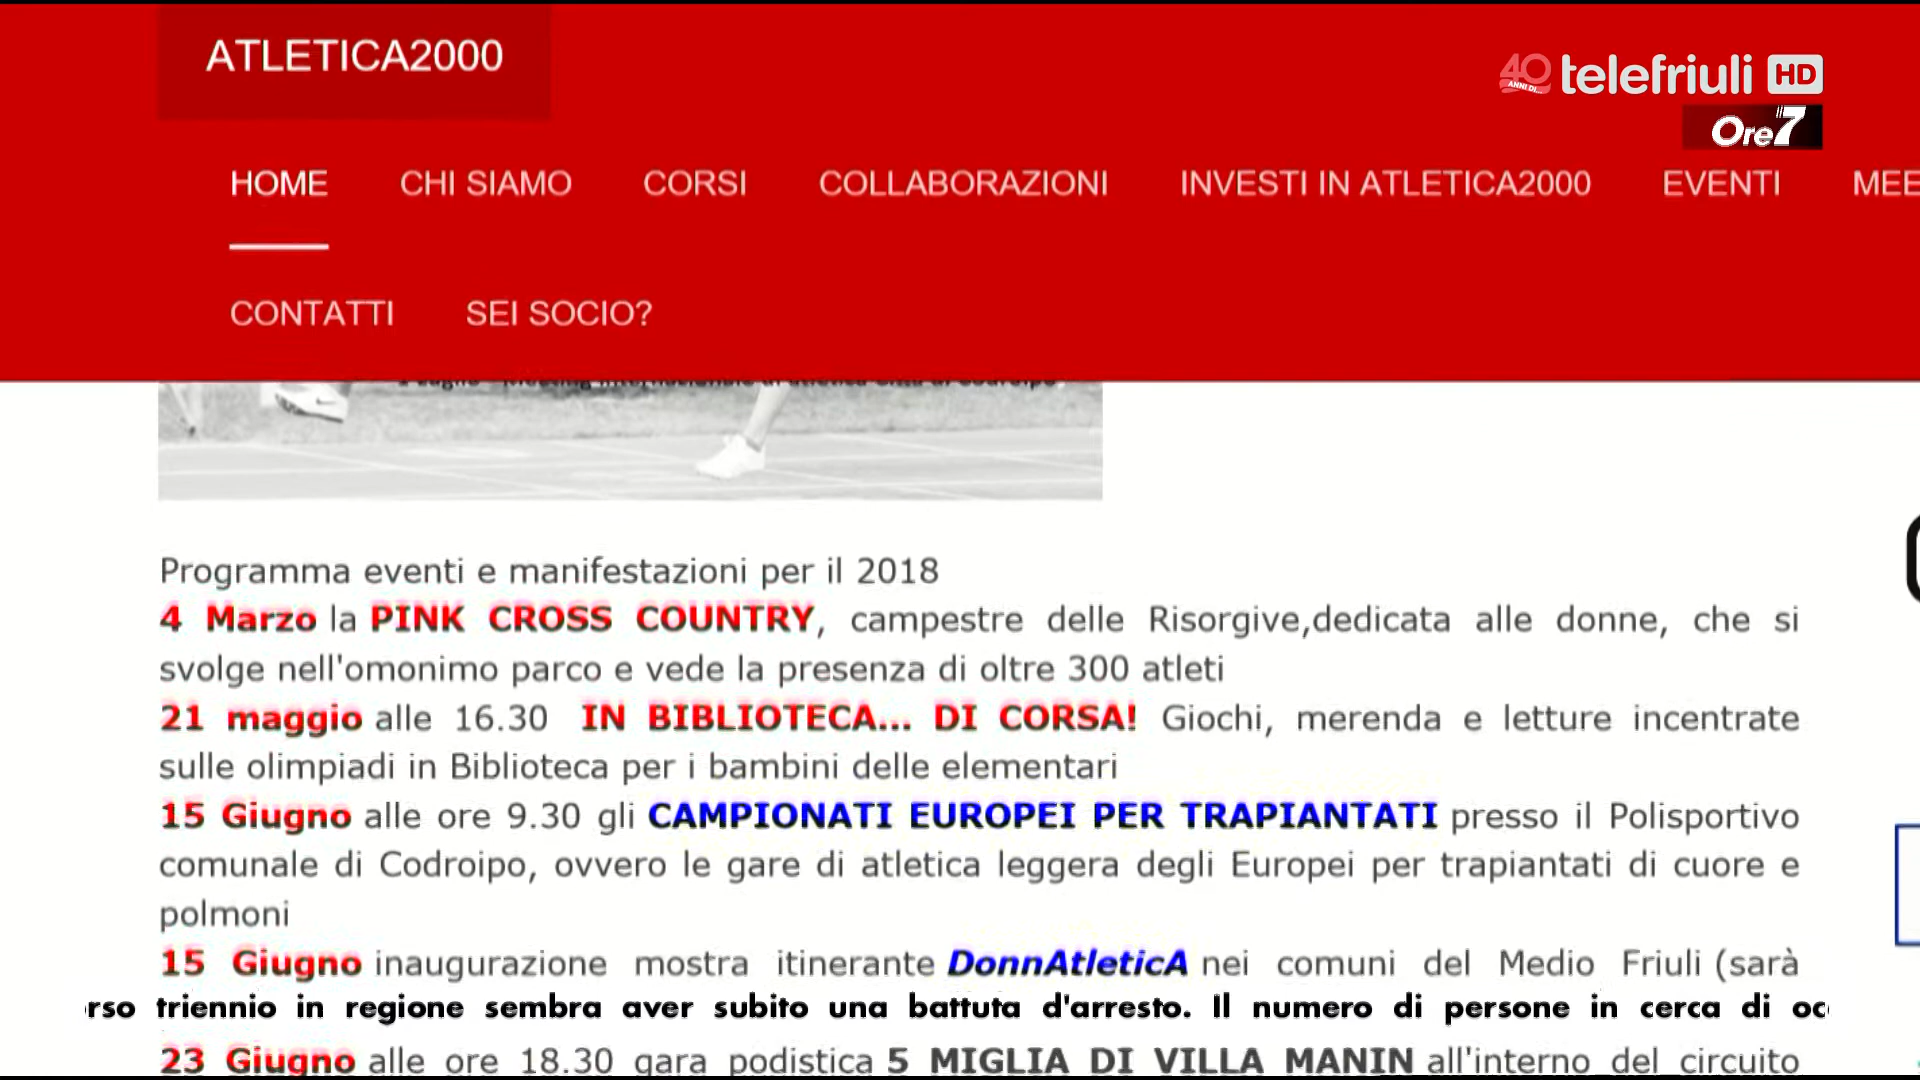 ATLETICA2000
40 ANNI DI...
telefriuli HD
Ore 7
HOME CHI SIAMO CORSI COLLABORAZIONI INVESTI IN ATLETICA2000 EVENTI
CONTATTI SEI SOCIO?
Programma eventi e manifestazioni per il 2018
4 Marzo la PINK CROSS COUNTRY, campestre delle Risorgive,dedicata alle donne, che si
svolge nell'omonimo parco e vede la presenza di oltre 300 atleti
21 maggio alle 16.30 IN BIBLIOTECA... DI CORSA! Giochi, merenda e letture incentrate
sulle olimpiadi in Biblioteca per i bambini delle elementari
15 Giugno alle ore 9.30 gli CAMPIONATI EUROPEI PER TRAPIANTATI presso il Polisportivo
comunale di Codroipo, ovvero le gare di atletica leggera degli Europei per trapiantati di cuore e
polmoni
15 Giugno inaugurazione mostra itinerante DonnAtleticA nei comuni del Medio Friuli (sarà
triennio in regione sembra aver subito una battuta d'arresto. Il numero di persone in cerca di
23 Giugno alle ore 18.30 gara podistica 5 MIGLIA DI VILLA MANIN all'interno del circuito